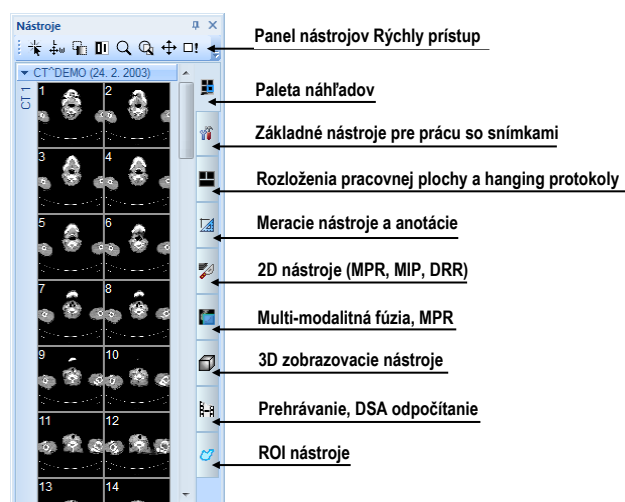 Nástroje
Panel nástrojov Rýchly prístup
CT^DEMO (24. 2. 2003)
CT 1
1 2
Paleta náhľadov
Základné nástroje pre prácu so snímkami
3 4
Rozloženia pracovnej plochy a hanging protokoly
5 6
Meracie nástroje a anotácie
2D nástroje (MPR, MIP, DRR)
7 8
Multi-modalitná fúzia, MPR
9 10
3D zobrazovacie nástroje
11 12
Prehrávanie, DSA odpočítanie
ROI nástroje
13 14